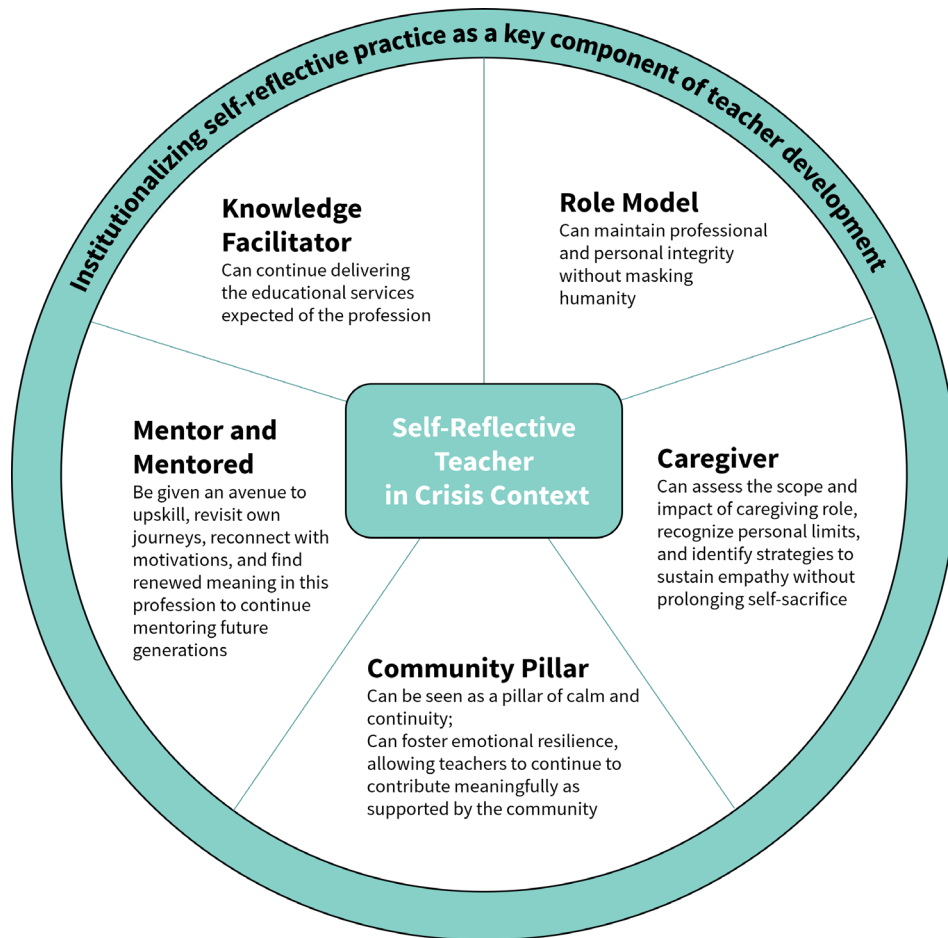 Institutionalizing self-reflective practice as a key component of teacher development
Knowledge
Facilitator
Can continue delivering
the educational services
expected of the profession
Role Model
Can maintain professional
and personal integrity
without masking
humanity
Mentor and
Mentored
Be given an avenue to
upskill, revisit own
journeys, reconnect with
motivations, and find
renewed meaning in this
profession to continue
mentoring future
generations
Self-Reflective
Teacher
in Crisis Context
Caregiver
Can assess the scope and
impact of caregiving role,
recognize personal limits,
and identify strategies to
sustain empathy without
prolonging self-sacrifice
Community Pillar
Can be seen as a pillar of calm and
continuity;
Can foster emotional resilience,
allowing teachers to continue to
contribute meaningfully as
supported by the community